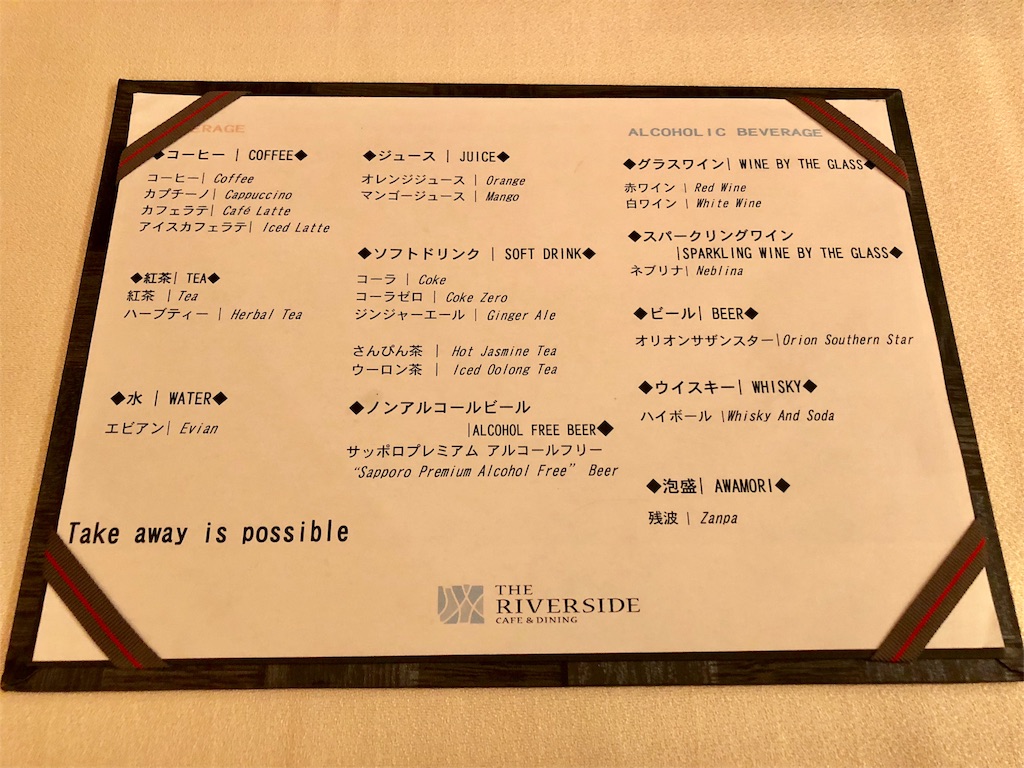 ERAGE
◆コーヒー | COFFEE◆
コーヒー| Coffee
カプチーノ| Cappuccino
カフェラテ| Café Latte
アイスカフェラテ| Iced Latte
◆紅茶| TEA◆
紅茶 | Tea
ハーブティー | Herbal Tea
◆水 | WATER◆
エビアン| Evian
Take away is possible
◆ジュース | JUICE◆
オレンジジュース | Orange
マンゴージュース | Mango
◆ソフトドリンク | SOFT DRINK◆
コーラ | Coke
コーラゼロ | Coke Zero
ジンジャーエール | Ginger Ale
さんぴん茶 | Hot Jasmine Tea
ウーロン茶 | Iced Oolong Tea
◆ノンアルコールビール
|ALCOHOL FREE BEER◆
サッポロプレミアム アルコールフリー
“Sapporo Premium Alcohol Free” Beer
ALCOHOLIC BEVERAGE
◆グラスワイン| WINE BY THE GLASS◆
赤ワイン | Red Wine
白ワイン | White Wine
◆スパークリングワイン
|SPARKLING WINE BY THE GLASS◆
ネブリナ| Neblina
◆ビール| BEER◆
オリオンサザンスター|Orion Southern Star
◆ウイスキー| WHISKY◆
ハイボール |Whisky And Soda
◆泡盛| AWAMORI◆
残波 | Zanpa
THE
RIVERSIDE
CAFE & DINING